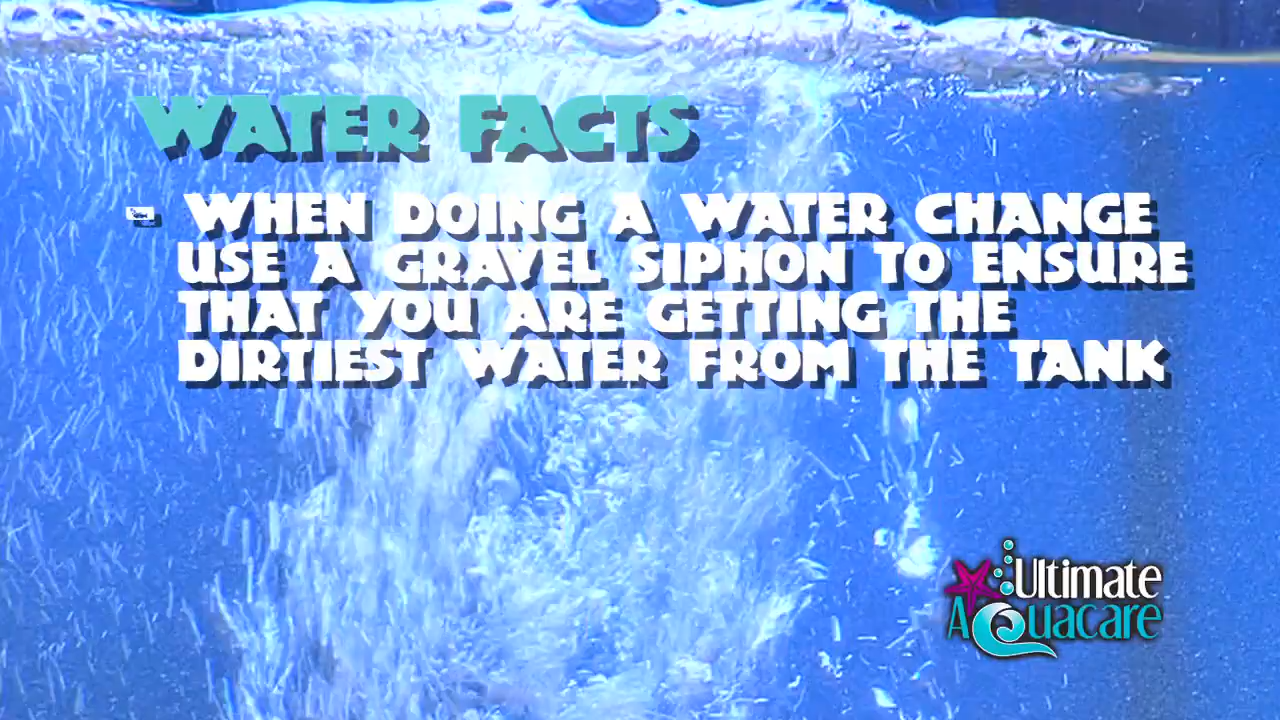 WATER FACTS
- WHEN DOING A WATER CHANGE
USE A GRAVEL SIPHON TO ENSURE
THAT YOU ARE GETTING THE
DIRTIEST WATER FROM THE TANK
Ultimate
Aquacare